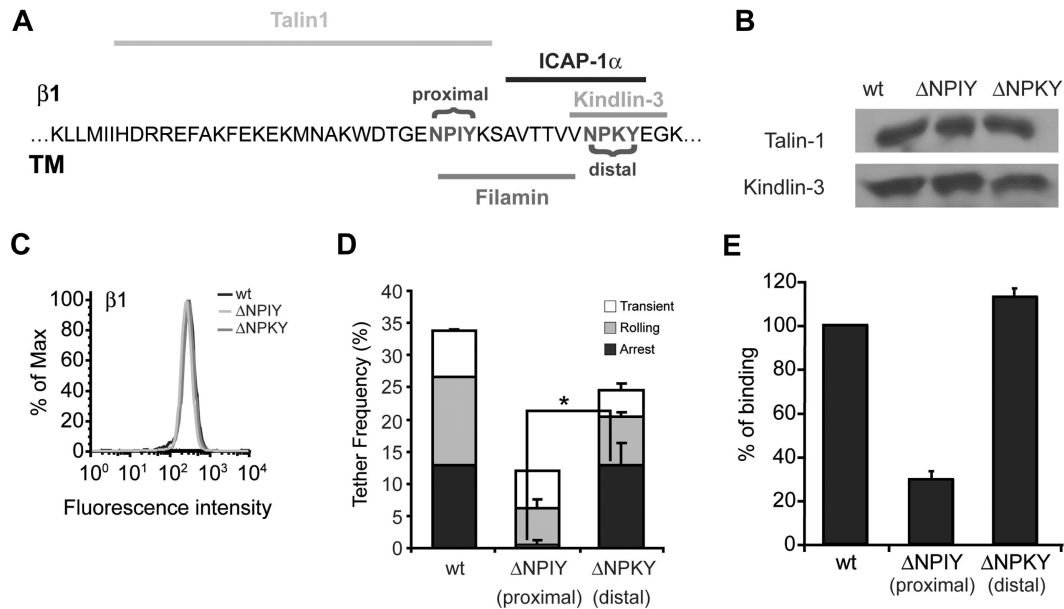 A
Talin1
ICAP-1α
β1
proximal
Kindlin-3
...KLLMIIHDRREFAKFEKEKMNAKWDTGENPIYKSAVTTVVNPKYEGK...
TM
distal
Filamin
B
wt ΔNPIY ΔNPKY
Talin-1
Kindlin-3
C
β1
wt
ΔNPIY
ΔNPKY
% of Max
100
80
60
40
20
0
10⁰ 10¹ 10² 10³ 10⁴
Fluorescence intensity
D
Tether Frequency (%)
40
35
30
25
20
15
10
5
0
Transient
Rolling
Arrest
*
wt ΔNPIY ΔNPKY
(proximal) (distal)
E
% of binding
120
100
80
60
40
20
0
wt ΔNPIY ΔNPKY
(proximal) (distal)